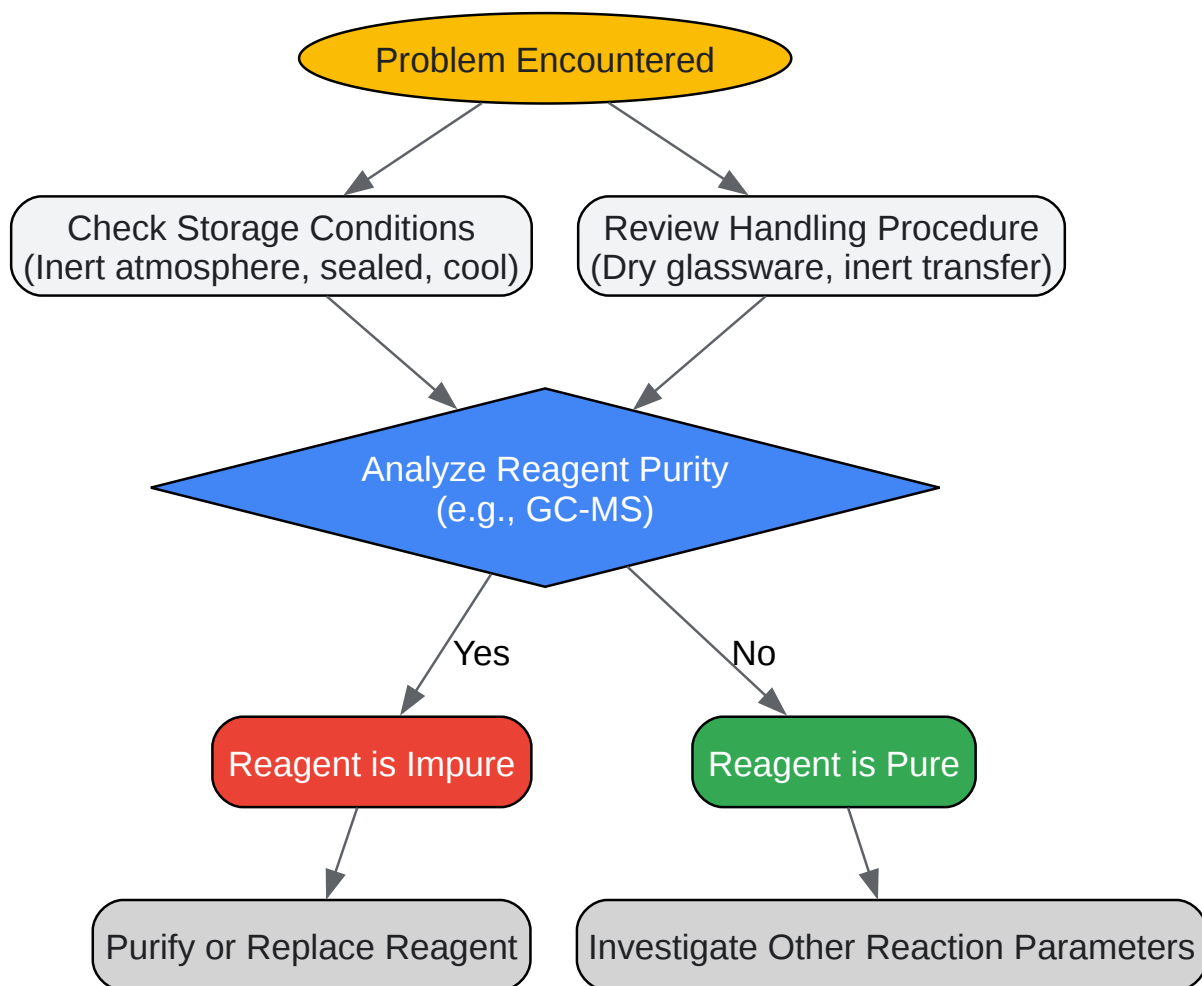 Problem Encountered
Check Storage Conditions
(Inert atmosphere, sealed, cool)
Review Handling Procedure
(Dry glassware, inert transfer)
Analyze Reagent Purity
(e.g., GC-MS)
Yes
No
Reagent is Impure
Reagent is Pure
Purify or Replace Reagent
Investigate Other Reaction Parameters